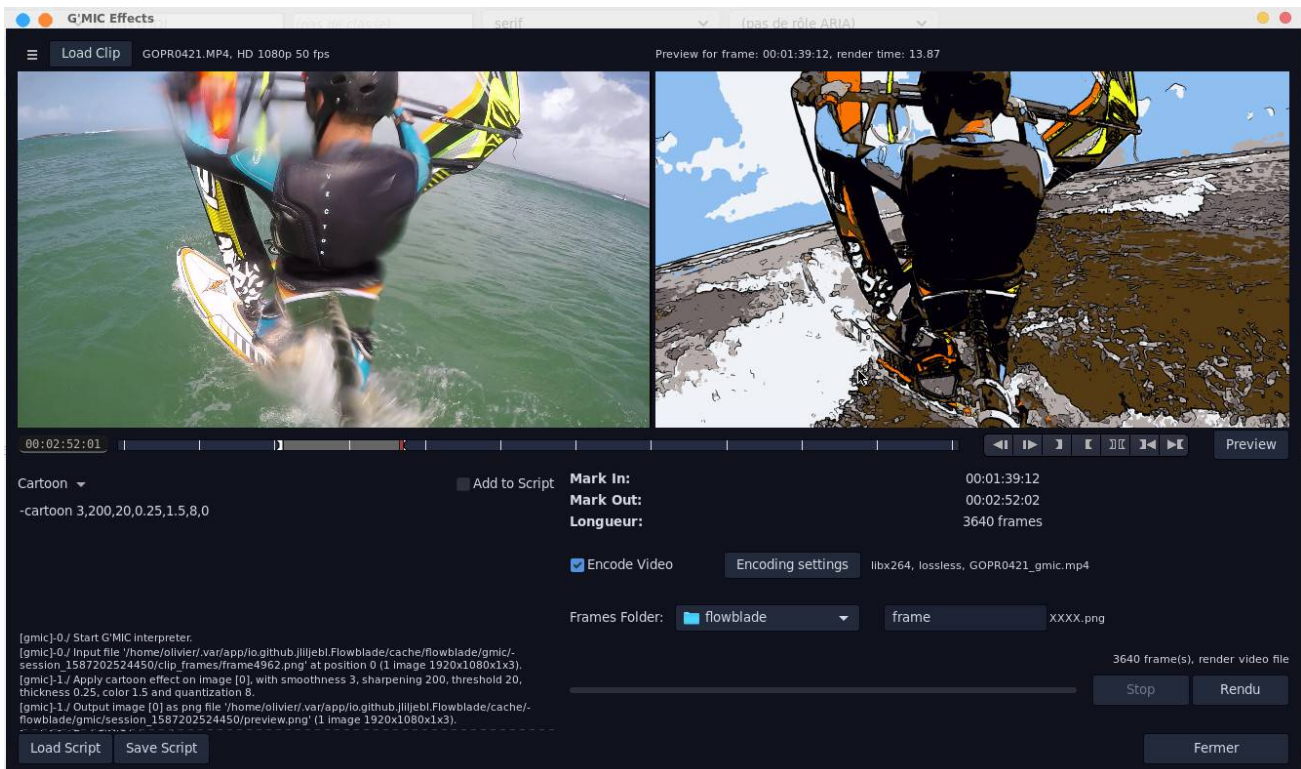 G'MIC Effects
(pas de classe)
serif
(pas de rôle ARIA)
Load Clip
GOPR0421.MP4, HD 1080p 50 fps
Preview for frame: 00:01:39:12, render time: 13.87
VECTOR
00:02:52:01
Preview
Cartoon
Add to Script
-cartoon 3,200,20,0.25,1.5,8,0
Mark In:
00:01:39:12
Mark Out:
00:02:52:02
Longueur:
3640 frames
Encode Video
Encoding settings
libx264, lossless, GOPR0421_gmic.mp4
Frames Folder:
flowblade
frame
XXXX.png
[gmic]-0./ Start G'MIC interpreter.
[gmic]-0./ Input file '/home/olivier/.var/app/io.github.jliljebl.Flowblade/cache/flowblade/gmic/-
session_1587202524450/clip_frames/frame4962.png' at position 0 (1 image 1920x1080x1x3).
[gmic]-1./ Apply cartoon effect on image [0], with smoothness 3, sharpening 200, threshold 20,
thickness 0.25, color 1.5 and quantization 8.
[gmic]-1./ Output image [0] as png file '/home/olivier/.var/app/io.github.jliljebl.Flowblade/cache/-
flowblade/gmic/session_1587202524450/preview.png' (1 image 1920x1080x1x3).
3640 frame(s), render video file
Stop
Rendu
Load Script
Save Script
Fermer